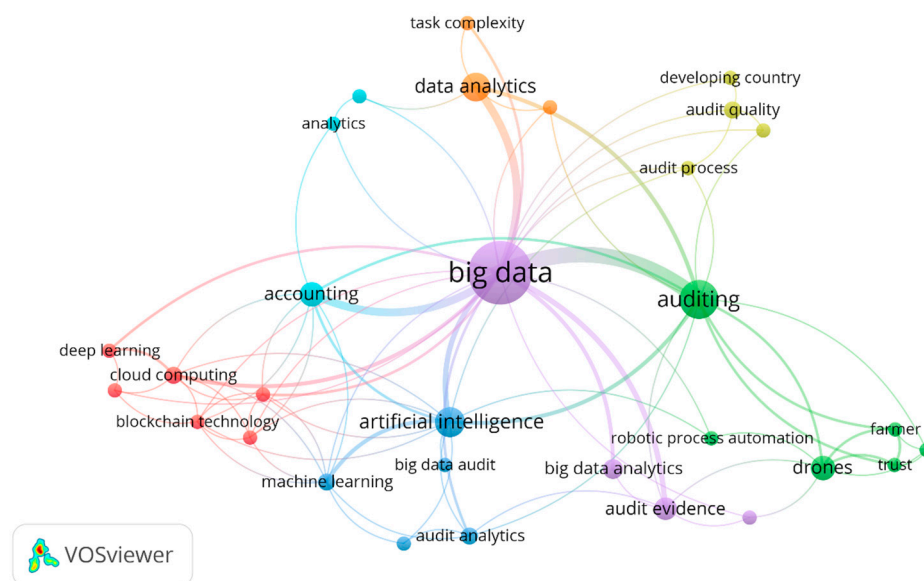 task complexity
data analytics
developing country
audit quality
analytics
audit process
big data
accounting
auditing
deep learning
cloud computing
blockchain technology
artificial intelligence
farmer
robotic process automation
big data audit
big data analytics
drones
trust
machine learning
audit evidence
audit analytics
VOSviewer